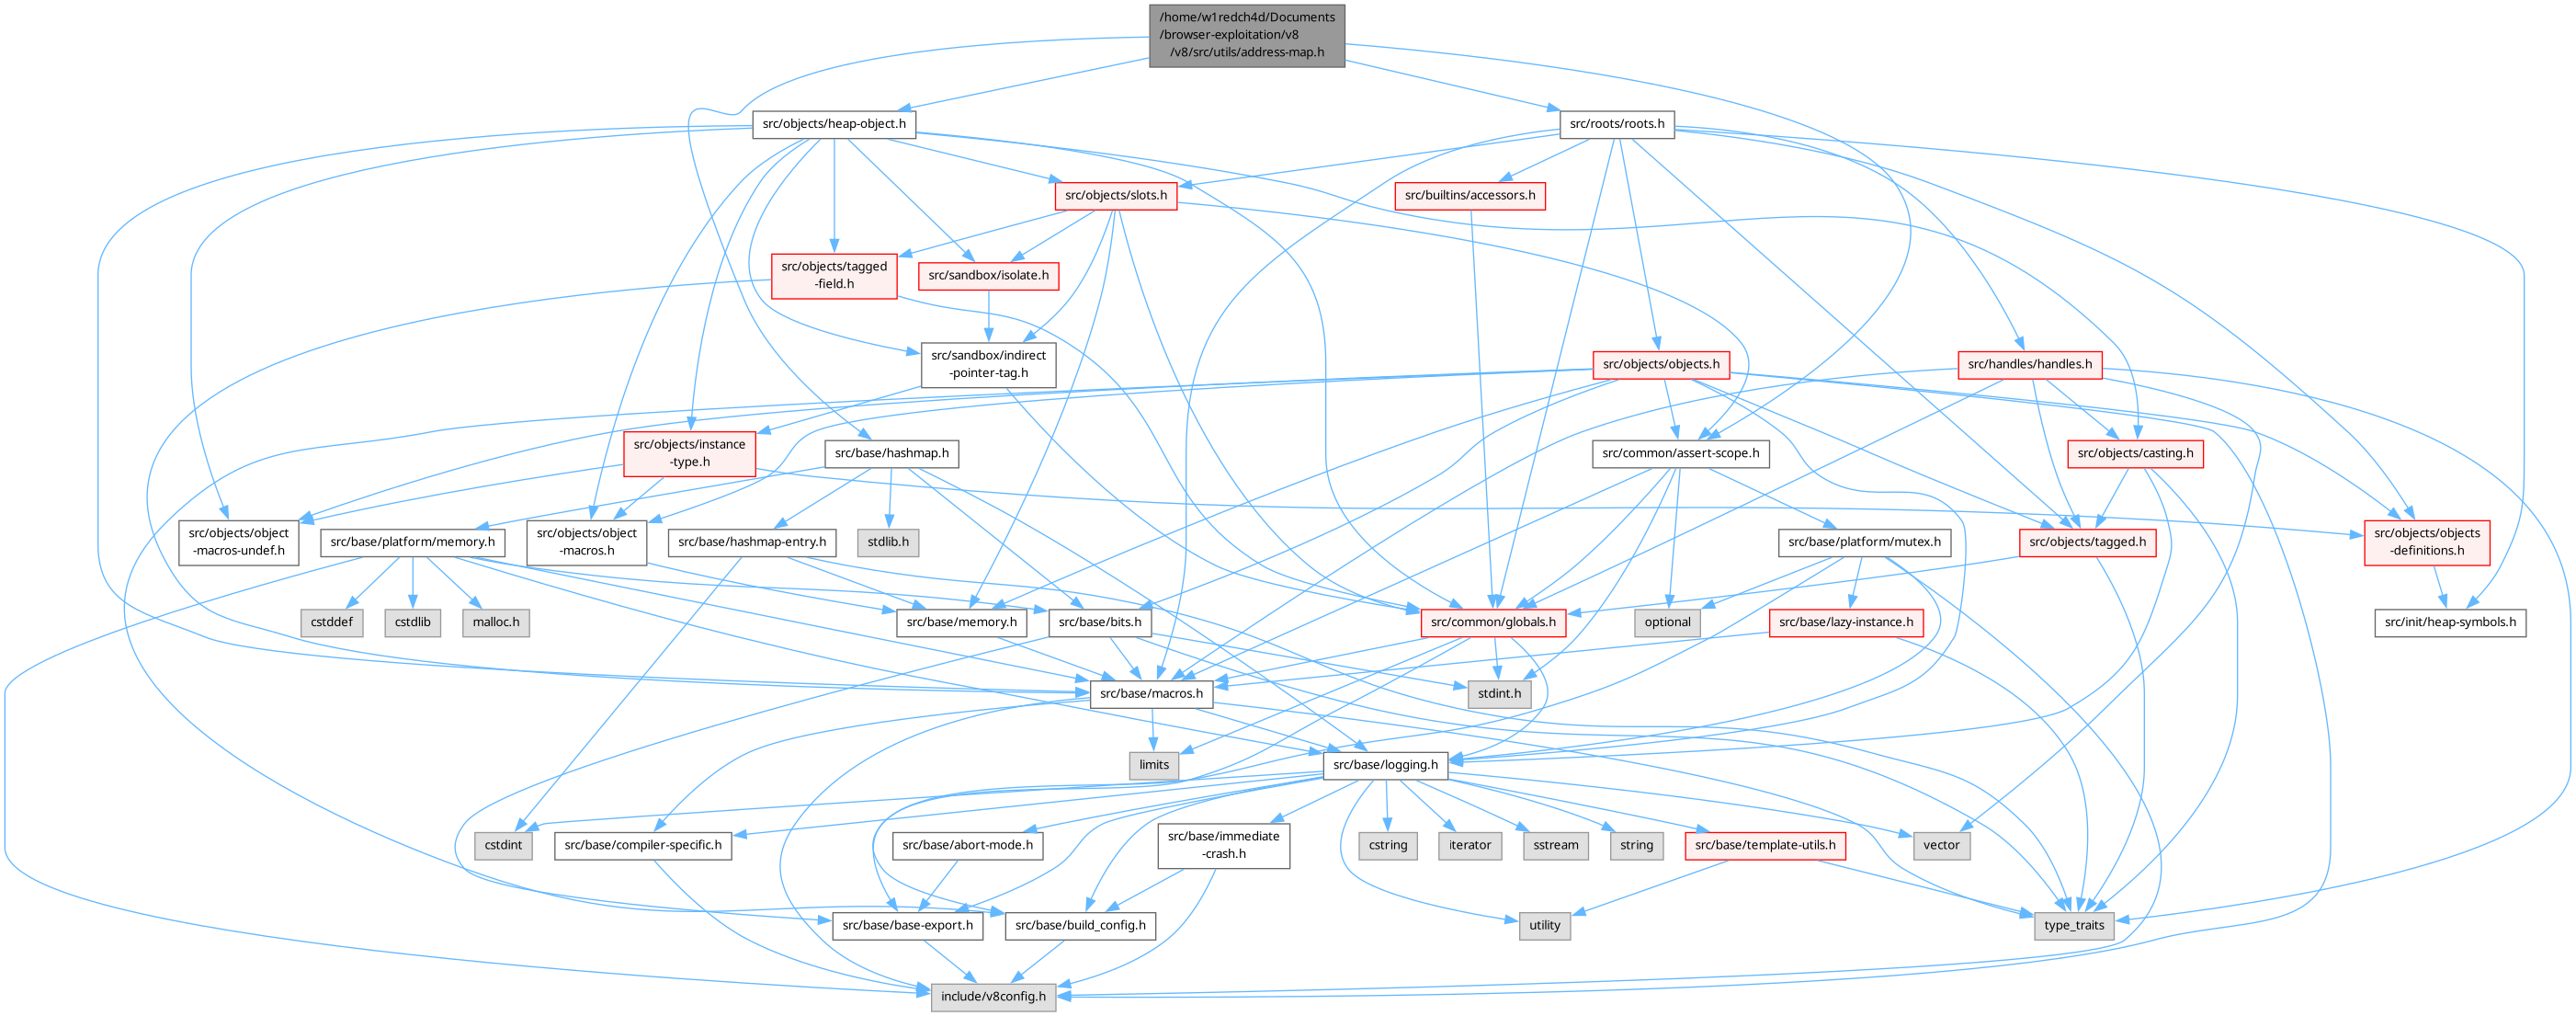 /home/w1redch4d/Documents
/browser-exploitation/v8
/v8/src/utils/address-map.h
src/objects/heap-object.h
src/roots/roots.h
src/objects/slots.h
src/builtins/accessors.h
src/objects/tagged
-field.h
src/sandbox/isolate.h
src/sandbox/indirect
-pointer-tag.h
src/objects/objects.h
src/handles/handles.h
src/objects/instance
-type.h
src/base/hashmap.h
src/common/assert-scope.h
src/objects/casting.h
src/objects/object
-macros-undef.h
src/base/platform/memory.h
src/objects/object
-macros.h
src/base/hashmap-entry.h
stdlib.h
src/base/platform/mutex.h
src/objects/tagged.h
src/objects/objects
-definitions.h
cstddef
cstdlib
malloc.h
src/base/memory.h
src/base/bits.h
src/common/globals.h
optional
src/base/lazy-instance.h
src/init/heap-symbols.h
src/base/macros.h
stdint.h
limits
src/base/logging.h
cstdint
src/base/compiler-specific.h
src/base/abort-mode.h
src/base/immediate
-crash.h
cstring
iterator
sstream
string
src/base/template-utils.h
vector
src/base/base-export.h
src/base/build_config.h
utility
type_traits
include/v8config.h